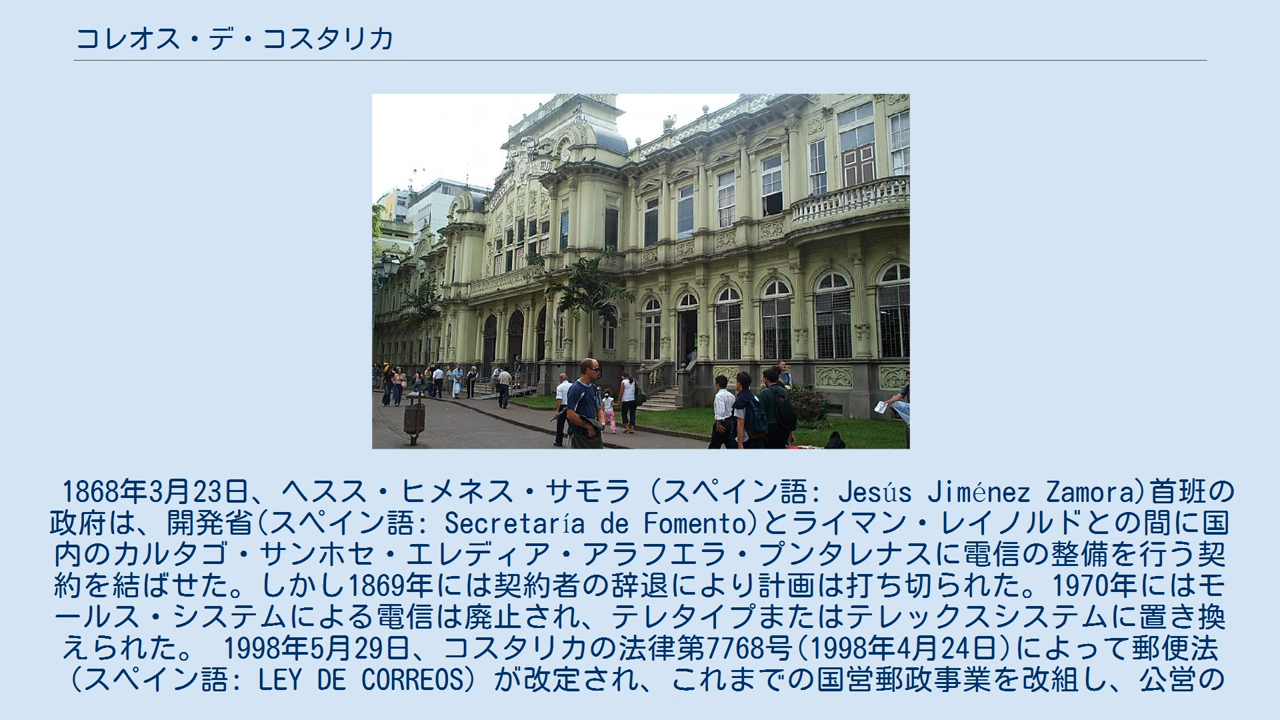 コレオス・デ・コスタリカ
1868年3月23日、ヘスス・ヒメネス・サモラ (スペイン語: Jesús Jiménez Zamora)首班の
政府は、開発省(スペイン語: Secretaría de Fomento)とライマン・レイノルドとの間に国
内のカルタゴ・サンホセ・エレディア・アラフエラ・プンタレナスに電信の整備を行う契
約を結ばせた。しかし1869年には契約者の辞退により計画は打ち切られた。1970年にはモ
ールス・システムによる電信は廃止され、テレタイプまたはテレックスシステムに置き換
えられた。 1998年5月29日、コスタリカの法律第7768号(1998年4月24日)によって郵便法
（スペイン語: LEY DE CORREOS）が改定され、これまでの国営郵政事業を改組し、公営の